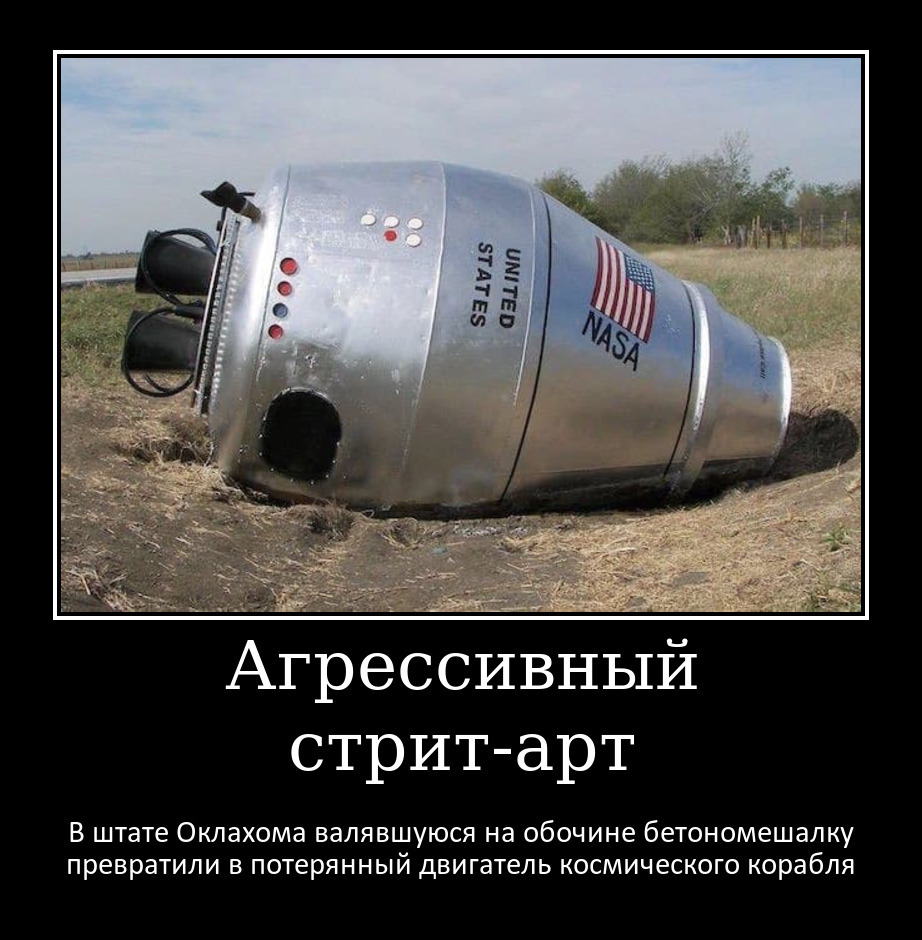 UNITED
STATES
NASA
Агрессивный
стрит-арт
В штате Оклахома валявшуюся на обочине бетономешалку
превратили в потерянный двигатель космического корабля